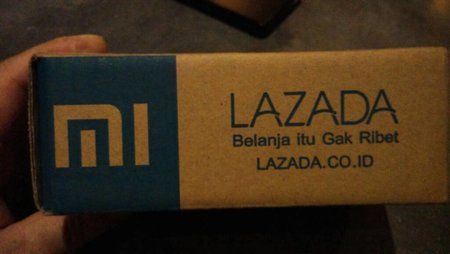 mi
LAZADA
Belanja itu Gak Ribet
LAZADA.CO.ID